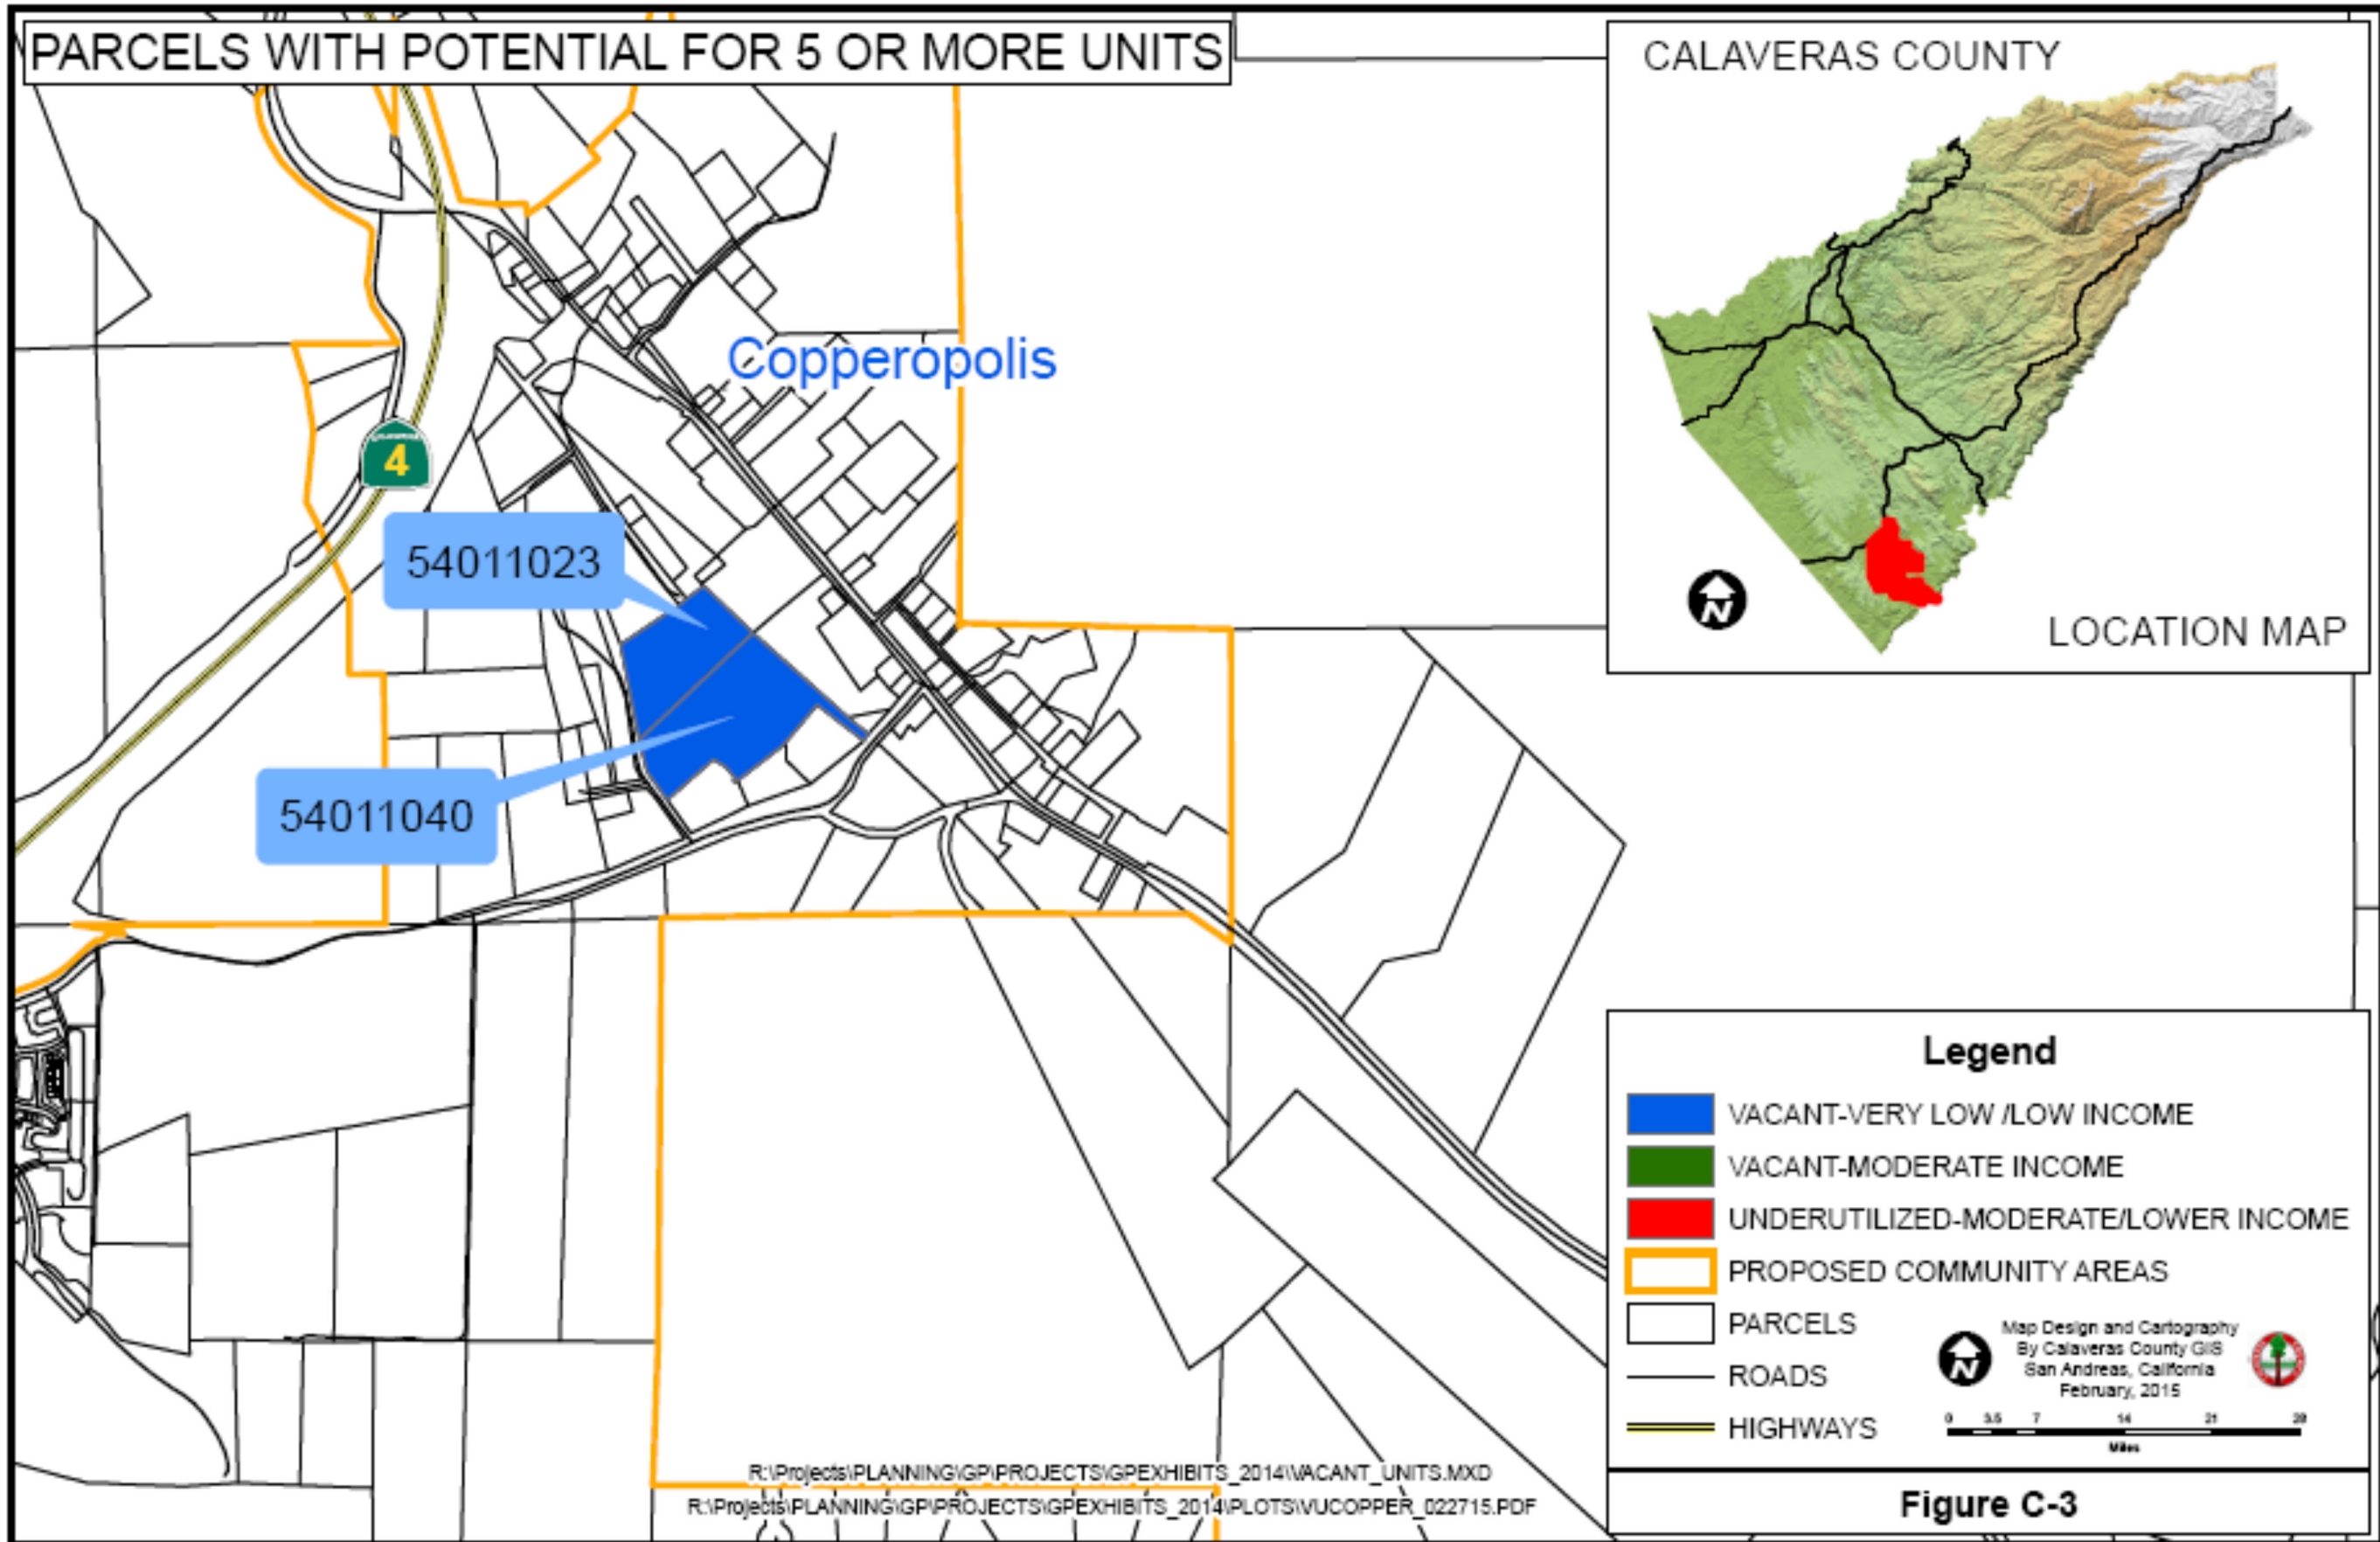 PARCELS WITH POTENTIAL FOR 5 OR MORE UNITS
CALAVERAS COUNTY
N
LOCATION MAP
Copperopolis
4
54011023
54011040
Legend
VACANT-VERY LOW /LOW INCOME
VACANT-MODERATE INCOME
UNDERUTILIZED-MODERATE/LOWER INCOME
PROPOSED COMMUNITY AREAS
PARCELS
ROADS
HIGHWAYS
N
Map Design and Cartography
By Calaveras County GIS
San Andreas, California
February, 2015
0 3.5 7 14 21 28
Miles
R:\Projects\PLANNING\GP\PROJECTS\GPEXHIBITS_2014\VACANT_UNITS.MXD
R:\Projects\PLANNING\GP\PROJECTS\GPEXHIBITS_2014\PLOTS\VUCOPPER_022715.PDF
Figure C-3